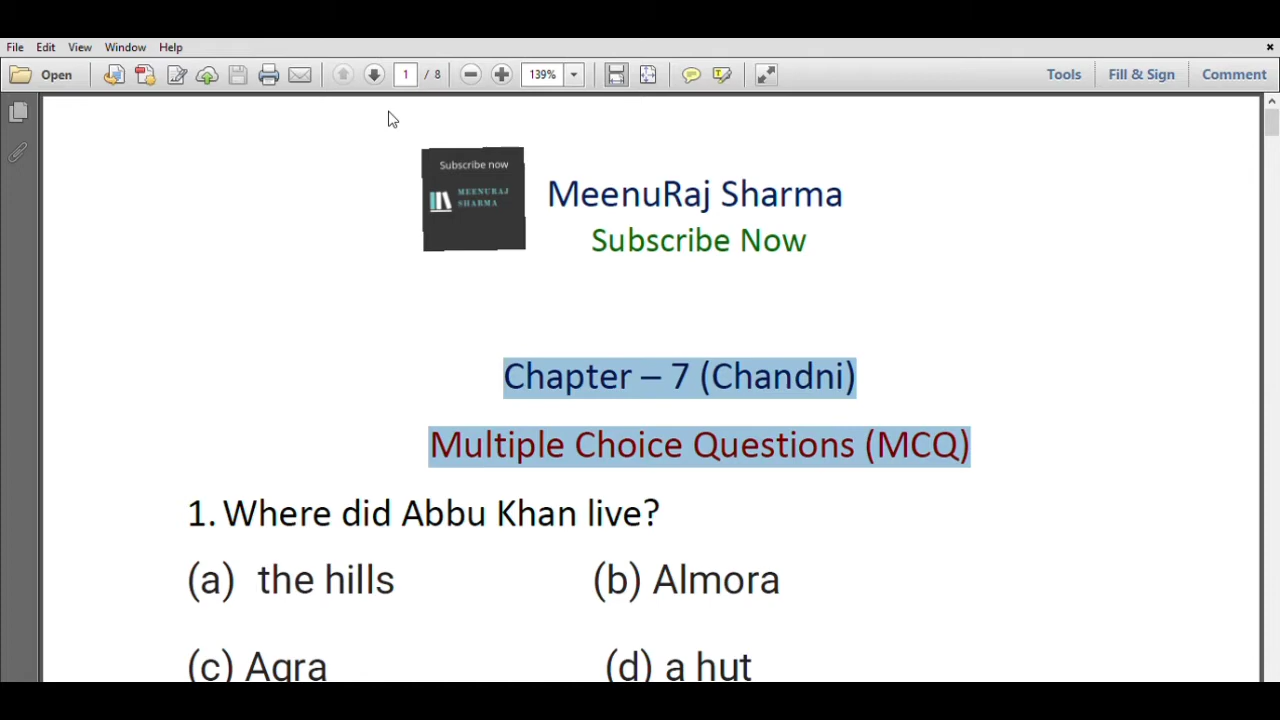 File Edit View Window Help
Open 1 / 8 139% Tools Fill & Sign Comment
Subscribe now
MEENURAJ
SHARMA
MeenuRaj Sharma
Subscribe Now
Chapter – 7 (Chandni)
Multiple Choice Questions (MCQ)
1. Where did Abbu Khan live?
(a) the hills (b) Almora
(c) Agra (d) a hut